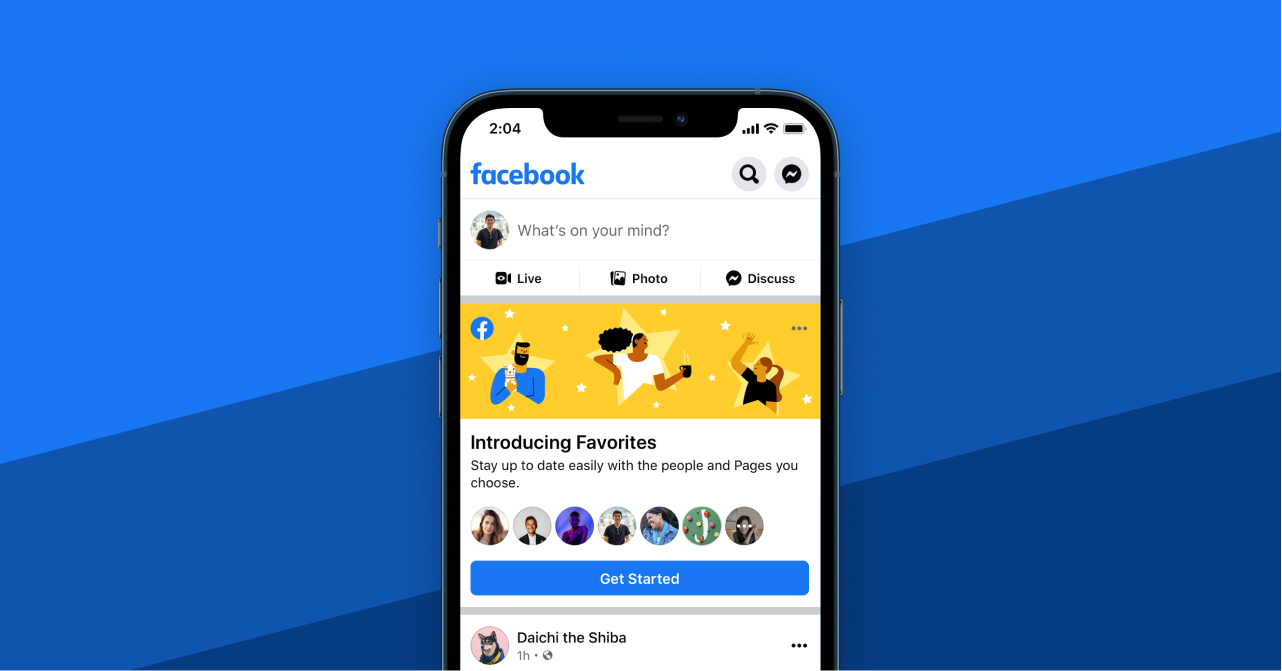 2:04
facebook
What's on your mind?
Live
Photo
Discuss
Introducing Favorites
Stay up to date easily with the people and Pages you
choose.
Get Started
Daichi the Shiba
1h •